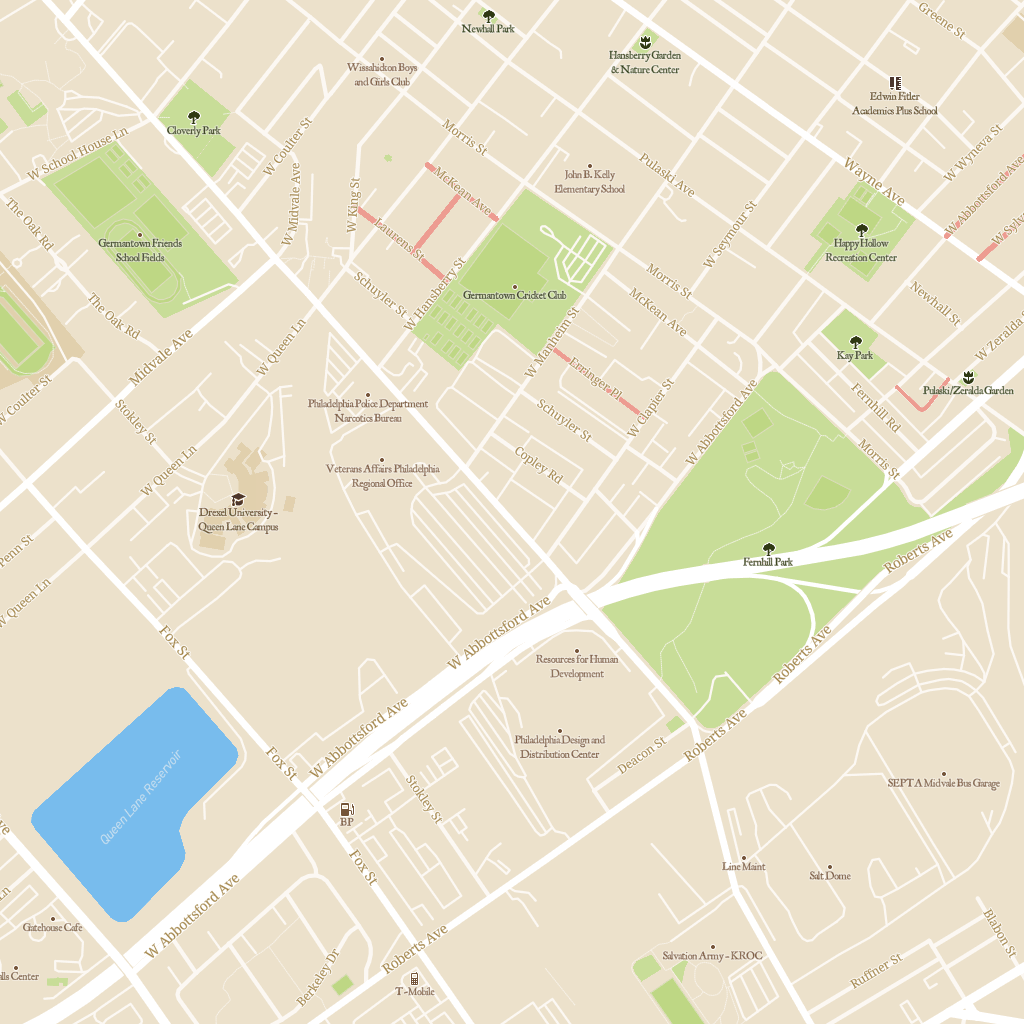 Greene St
Newhall Park
Hansberry Garden
& Nature Center
Wissahickon Boys
and Girls Club
Edwin Fitler
Academics Plus School
Cloverly Park
W School House Ln
W Coulter St
Morris St
W Wyneva St
John B. Kelly
Elementary School
Pulaski Ave
Wayne Ave
W Abbottsford Ave
W Midvale Ave
W King St
McKean Ave
The Oak Rd
Laurens St
W Seymour St
W Sylv
Germantown Friends
School Fields
Happy Hollow
Recreation Center
Schuyler St
W Hansberry St
Germantown Cricket Club
Morris St
McKean Ave
Newhall St
The Oak Rd
W Manheim St
W Zeralda
Midvale Ave
W Queen Ln
Kay Park
Erringer Pl
Pulaski/Zeralda Garden
W Coulter St
Stokley St
Philadelphia Police Department
Narcotics Bureau
Schuyler St
W Clapier St
W Abbottsford Ave
Fernhill Rd
Morris St
W Queen Ln
Veterans Affairs Philadelphia
Regional Office
Copley Rd
Drexel University -
Queen Lane Campus
Penn St
Fernhill Park
Roberts Ave
W Queen Ln
Fox St
W Abbottsford Ave
Roberts Ave
Resources for Human
Development
W Abbottsford Ave
Roberts Ave
Philadelphia Design and
Distribution Center
Deacon St
Fox St
Queen Lane Reservoir
Stokley St
SEPTA Midvale Bus Garage
BP
Fox St
Line Maint
Salt Dome
W Abbottsford Ave
Ln
Gatehouse Cafe
Blabon St
Roberts Ave
Salvation Army - KROC
Berkeley Dr
Ruffner St
alls Center
T-Mobile